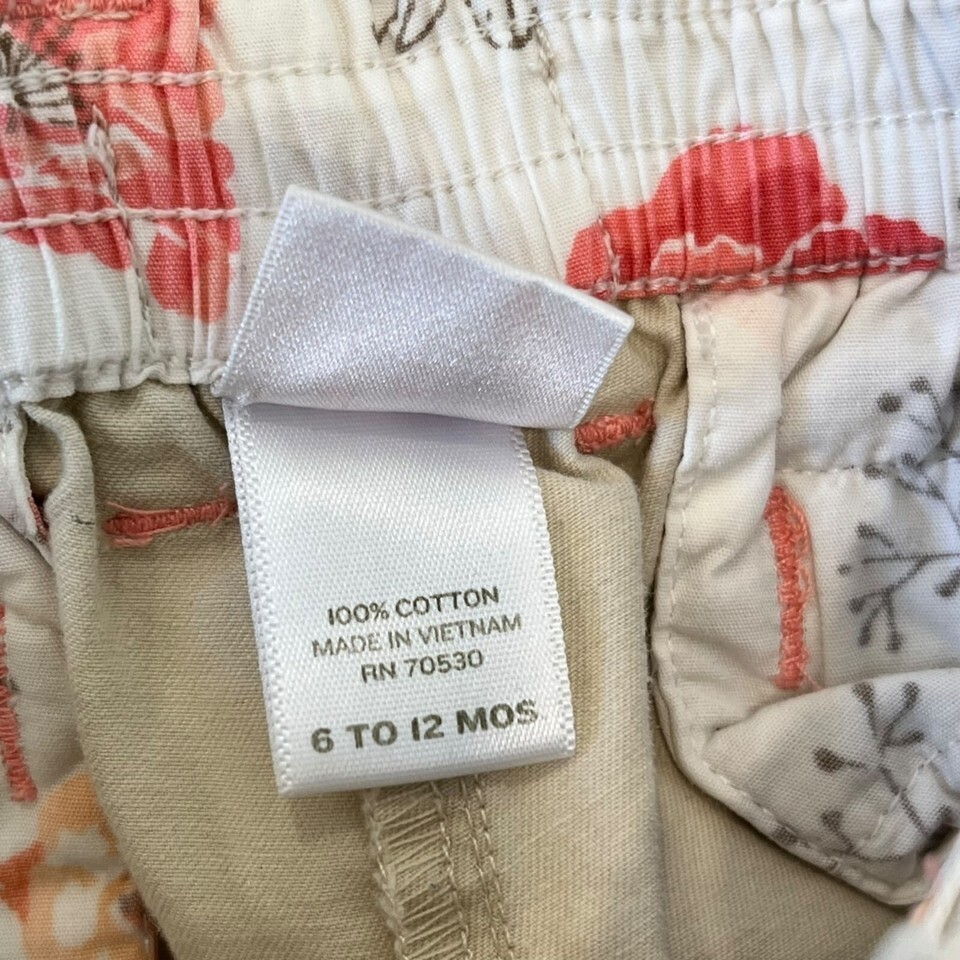 100% COTTON
MADE IN VIETNAM
RN 70530
6 TO 12 MOS